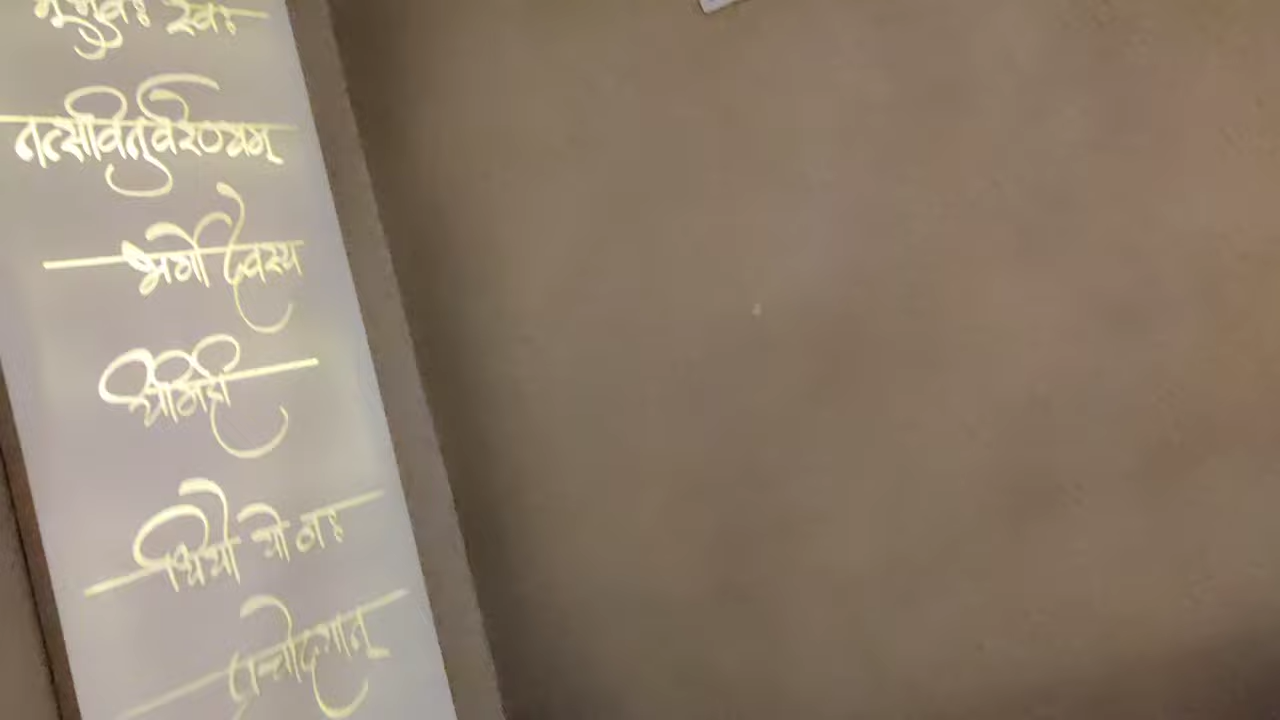 भूर्भुवः स्वः
तत्सवितुर्वरेण्यम्
भर्गो देवस्य
धीमहि
धियो यो नः
प्रचोदयात्